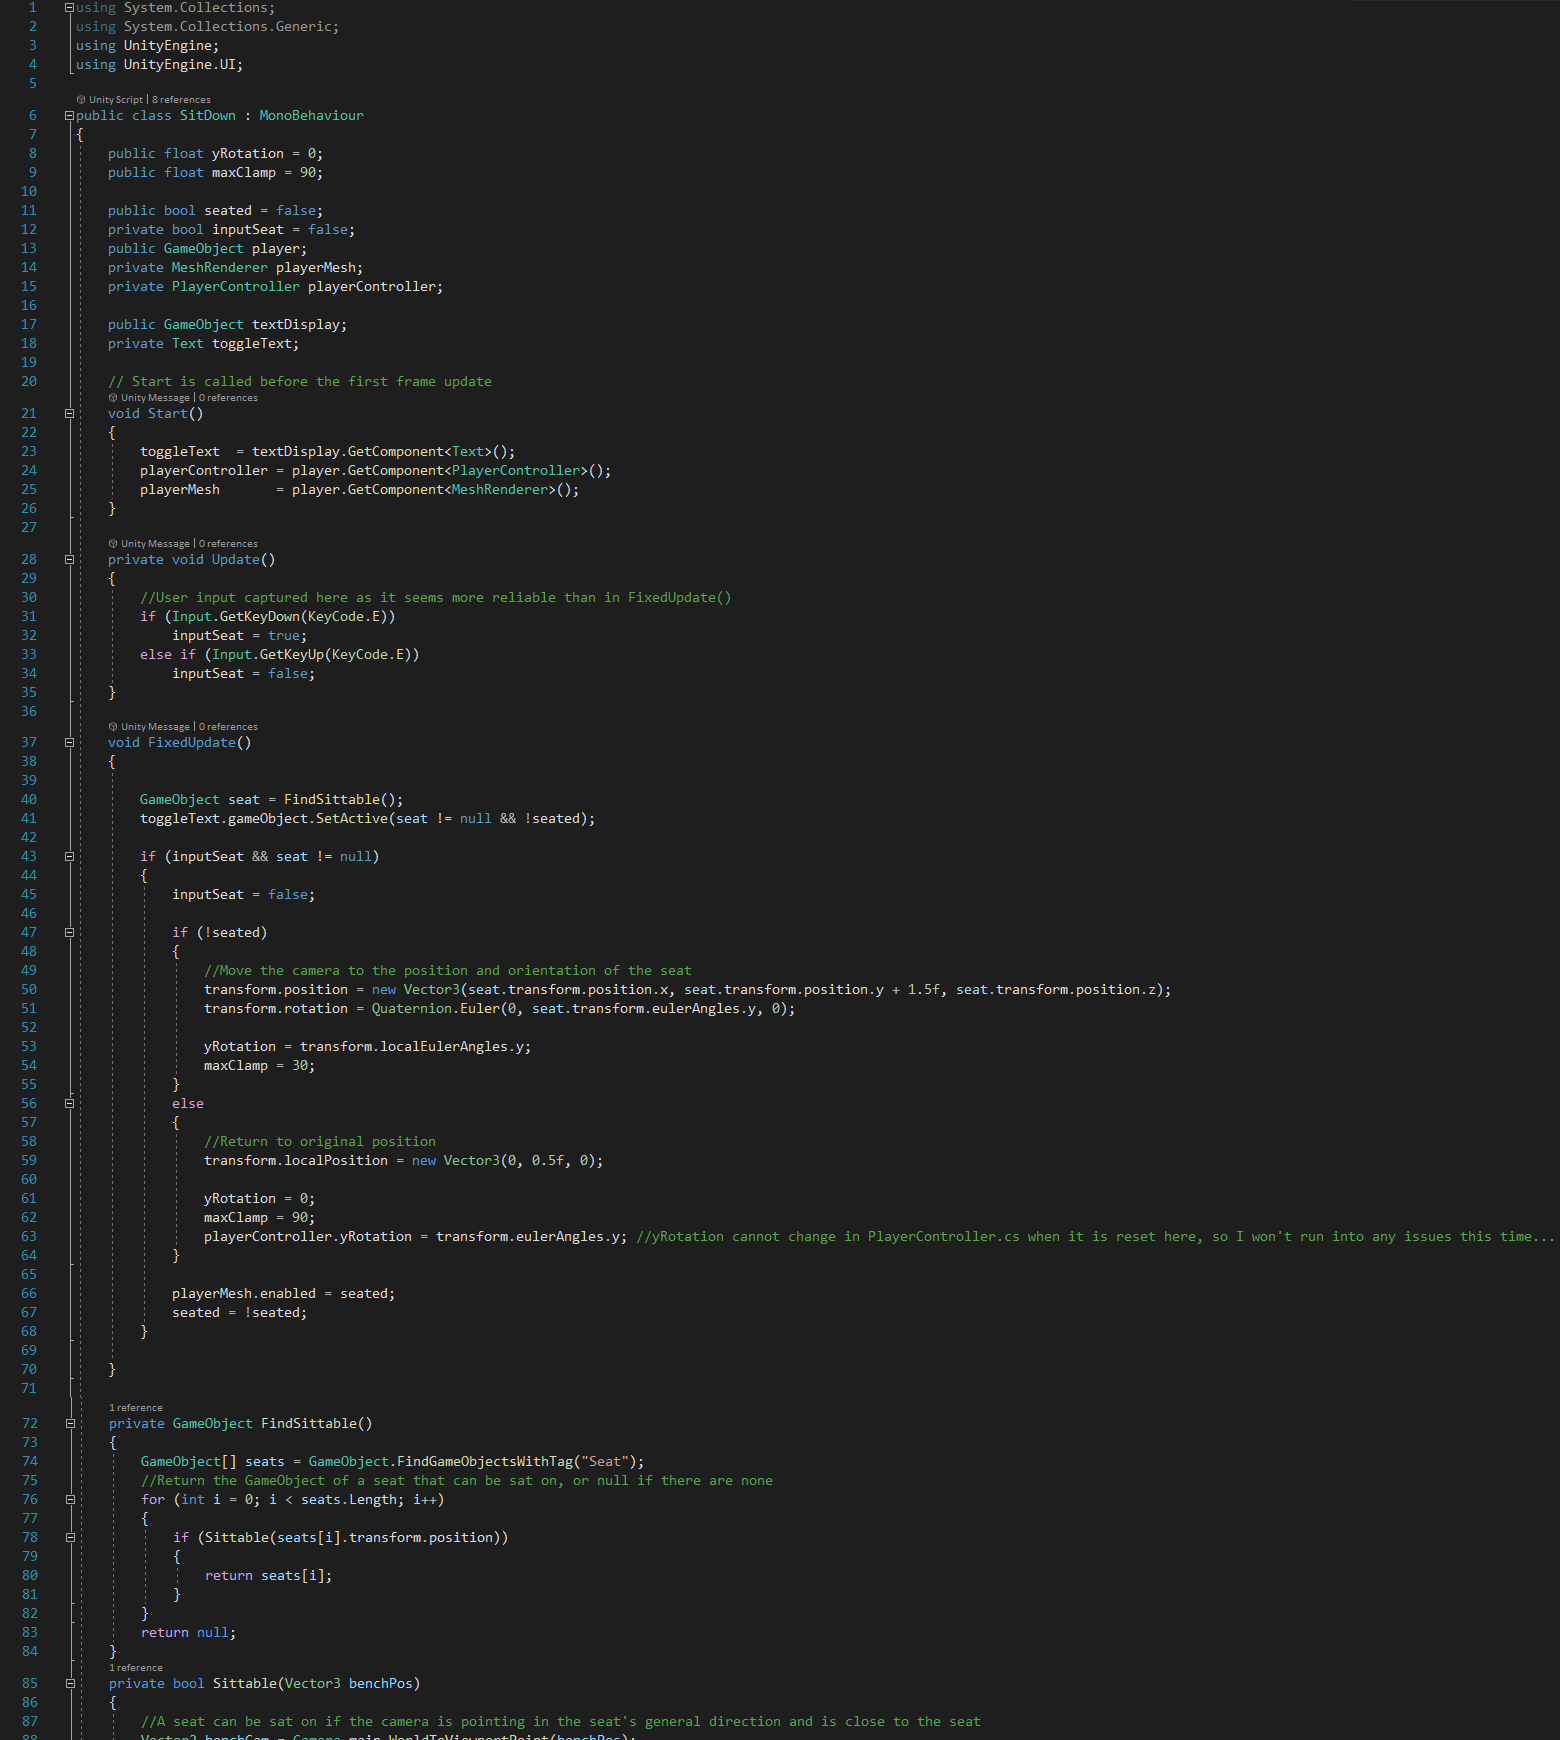 1 using System.Collections;
2 using System.Collections.Generic;
3 using UnityEngine;
4 using UnityEngine.UI;
5
Unity Script | 8 references
6 public class SitDown : MonoBehaviour
7 {
8 public float yRotation = 0;
9 public float maxClamp = 90;
10
11 public bool seated = false;
12 private bool inputSeat = false;
13 public GameObject player;
14 private MeshRenderer playerMesh;
15 private PlayerController playerController;
16
17 public GameObject textDisplay;
18 private Text toggleText;
19
20 // Start is called before the first frame update
Unity Message | 0 references
21 void Start()
22 {
23 toggleText  = textDisplay.GetComponent<Text>();
24 playerController = player.GetComponent<PlayerController>();
25 playerMesh       = player.GetComponent<MeshRenderer>();
26 }
27
Unity Message | 0 references
28 private void Update()
29 {
30 //User input captured here as it seems more reliable than in FixedUpdate()
31 if (Input.GetKeyDown(KeyCode.E))
32 inputSeat = true;
33 else if (Input.GetKeyUp(KeyCode.E))
34 inputSeat = false;
35 }
36
Unity Message | 0 references
37 void FixedUpdate()
38 {
39
40 GameObject seat = FindSittable();
41 toggleText.gameObject.SetActive(seat != null && !seated);
42
43 if (inputSeat && seat != null)
44 {
45 inputSeat = false;
46
47 if (!seated)
48 {
49 //Move the camera to the position and orientation of the seat
50 transform.position = new Vector3(seat.transform.position.x, seat.transform.position.y + 1.5f, seat.transform.position.z);
51 transform.rotation = Quaternion.Euler(0, seat.transform.eulerAngles.y, 0);
52
53 yRotation = transform.localEulerAngles.y;
54 maxClamp = 30;
55 }
56 else
57 {
58 //Return to original position
59 transform.localPosition = new Vector3(0, 0.5f, 0);
60
61 yRotation = 0;
62 maxClamp = 90;
63 playerController.yRotation = transform.eulerAngles.y; //yRotation cannot change in PlayerController.cs when it is reset here, so I won't run into any issues this time...
64 }
65
66 playerMesh.enabled = seated;
67 seated = !seated;
68 }
69
70 }
71
1 reference
72 private GameObject FindSittable()
73 {
74 GameObject[] seats = GameObject.FindGameObjectsWithTag("Seat");
75 //Return the GameObject of a seat that can be sat on, or null if there are none
76 for (int i = 0; i < seats.Length; i++)
77 {
78 if (Sittable(seats[i].transform.position))
79 {
80 return seats[i];
81 }
82 }
83 return null;
84 }
1 reference
85 private bool Sittable(Vector3 benchPos)
86 {
87 //A seat can be sat on if the camera is pointing in the seat's general direction and is close to the seat